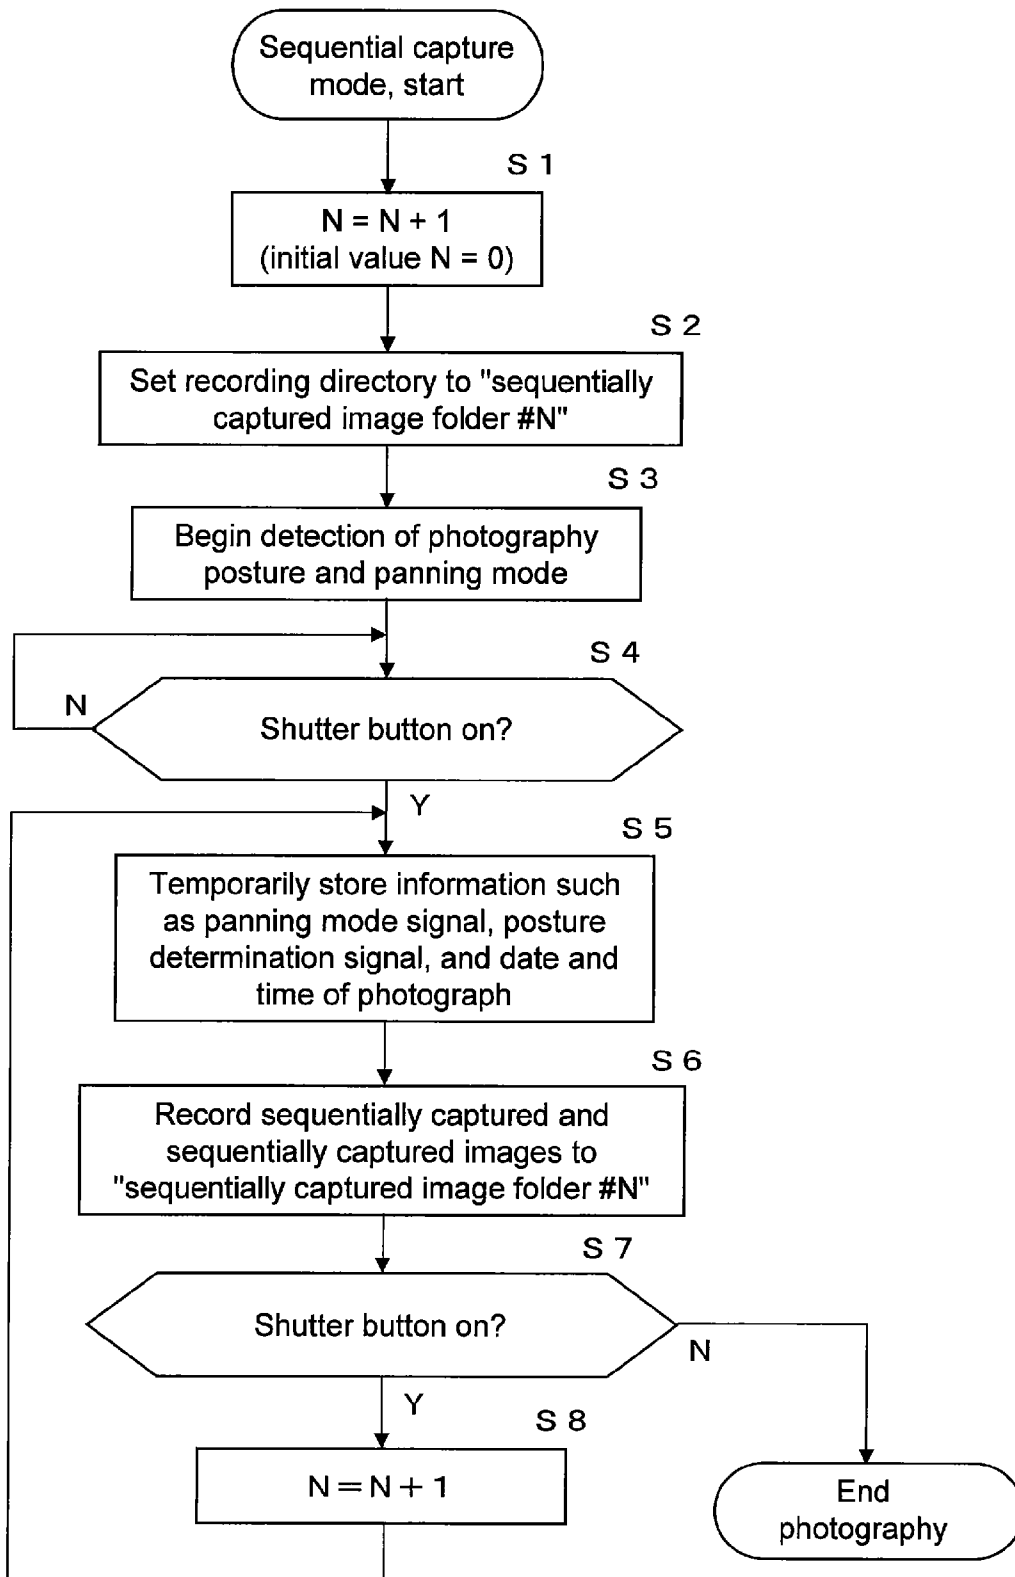 Sequential capture
mode, start
S 1
N = N + 1
(initial value N = 0)
S 2
Set recording directory to "sequentially
captured image folder #N"
S 3
Begin detection of photography
posture and panning mode
S 4
N
Shutter button on?
Y
S 5
Temporarily store information such
as panning mode signal, posture
determination signal, and date and
time of photograph
S 6
Record sequentially captured and
sequentially captured images to
"sequentially captured image folder #N"
S 7
Shutter button on?
N
Y
S 8
N = N + 1
End
photography